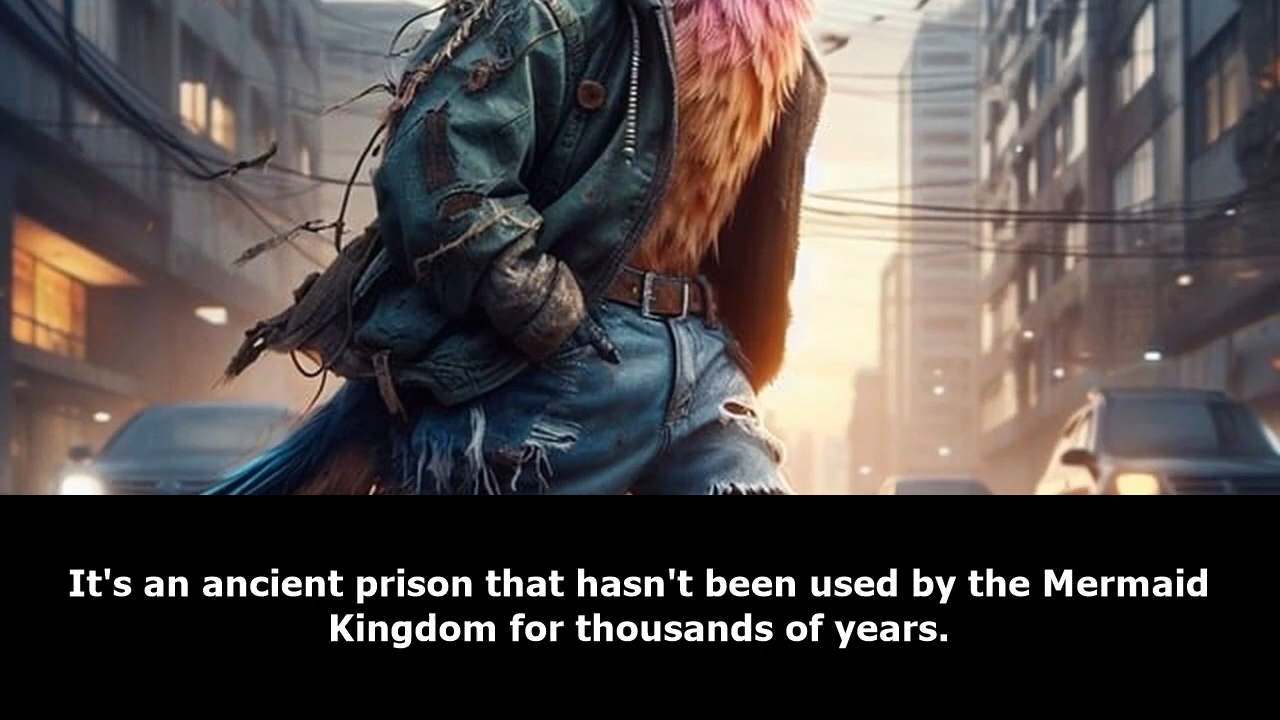 It's an ancient prison that hasn't been used by the Mermaid
Kingdom for thousands of years.